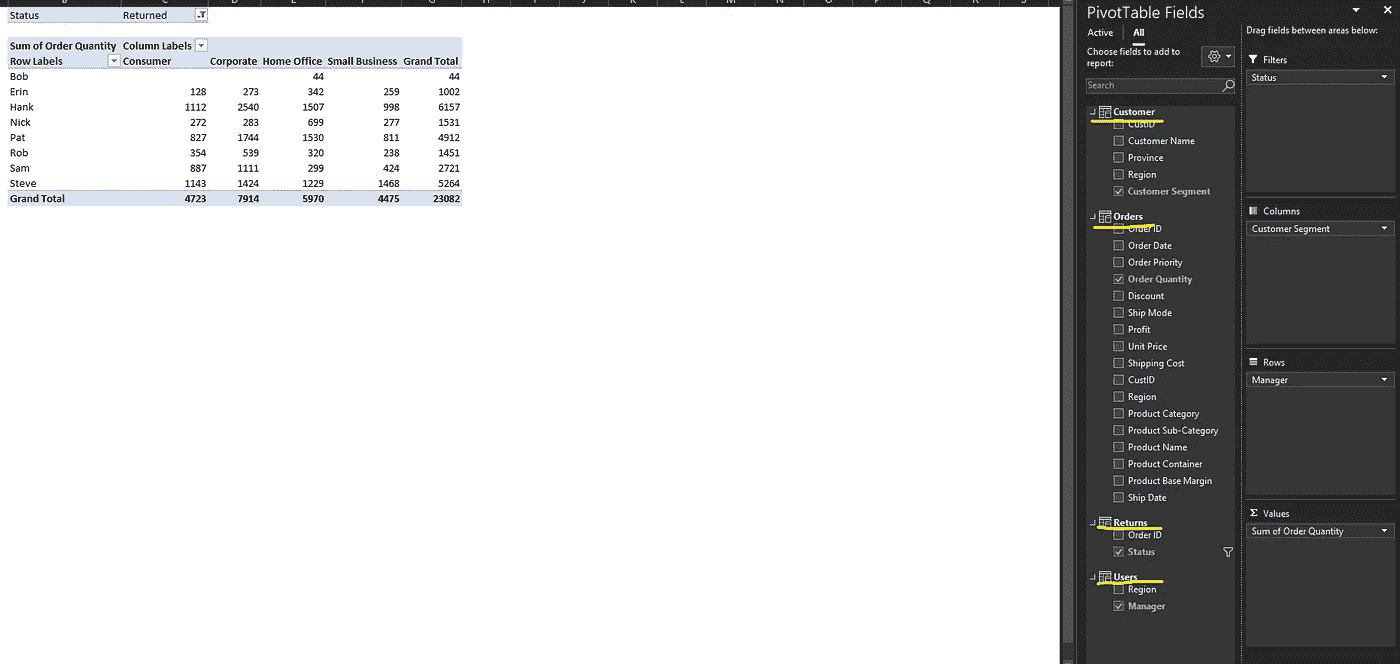 Status Returned
Sum of Order Quantity Column Labels
Row Labels Consumer Corporate Home Office Small Business Grand Total
Bob 44 44
Erin 128 273 342 259 1002
Hank 1112 2540 1507 998 6157
Nick 272 283 699 277 1531
Pat 827 1744 1530 811 4912
Rob 354 539 320 238 1451
Sam 887 1111 299 424 2721
Steve 1143 1424 1229 1468 5264
Grand Total 4723 7914 5970 4475 23082
PivotTable Fields
Active All
Choose fields to add to
report:
Search
Customer
CustID
Customer Name
Province
Region
Customer Segment
Orders
Order ID
Order Date
Order Priority
Order Quantity
Discount
Ship Mode
Profit
Unit Price
Shipping Cost
CustID
Region
Product Category
Product Sub-Category
Product Name
Product Container
Product Base Margin
Ship Date
Returns
Order ID
Status
Users
Region
Manager
Drag fields between areas below:
Filters
Status
Columns
Customer Segment
Rows
Manager
Σ Values
Sum of Order Quantity